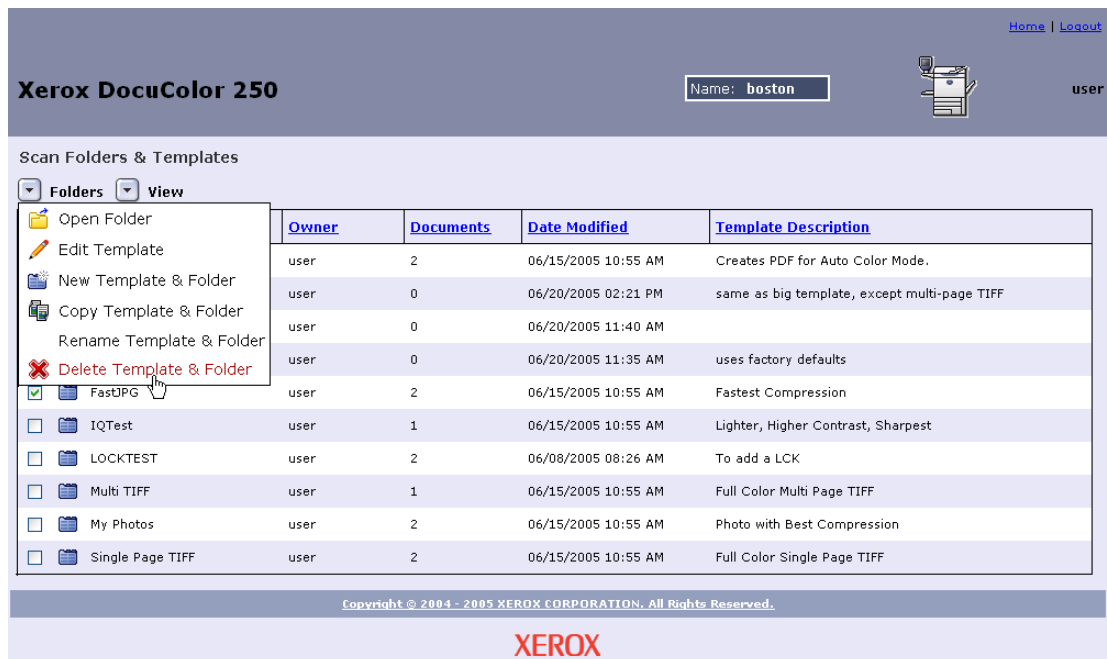 Home | Logout
Xerox DocuColor 250
Name: boston
user
Scan Folders & Templates
Folders View
Open Folder
Edit Template
New Template & Folder
Copy Template & Folder
Rename Template & Folder
Delete Template & Folder
Owner Documents Date Modified Template Description
user 2 06/15/2005 10:55 AM Creates PDF for Auto Color Mode.
user 0 06/20/2005 02:21 PM same as big template, except multi-page TIFF
user 0 06/20/2005 11:40 AM
user 0 06/20/2005 11:35 AM uses factory defaults
FastJPG user 2 06/15/2005 10:55 AM Fastest Compression
IQTest user 1 06/15/2005 10:55 AM Lighter, Higher Contrast, Sharpest
LOCKTEST user 2 06/08/2005 08:26 AM To add a LCK
Multi TIFF user 1 06/15/2005 10:55 AM Full Color Multi Page TIFF
My Photos user 2 06/15/2005 10:55 AM Photo with Best Compression
Single Page TIFF user 2 06/15/2005 10:55 AM Full Color Single Page TIFF
Copyright © 2004 - 2005 XEROX CORPORATION. All Rights Reserved.
XEROX